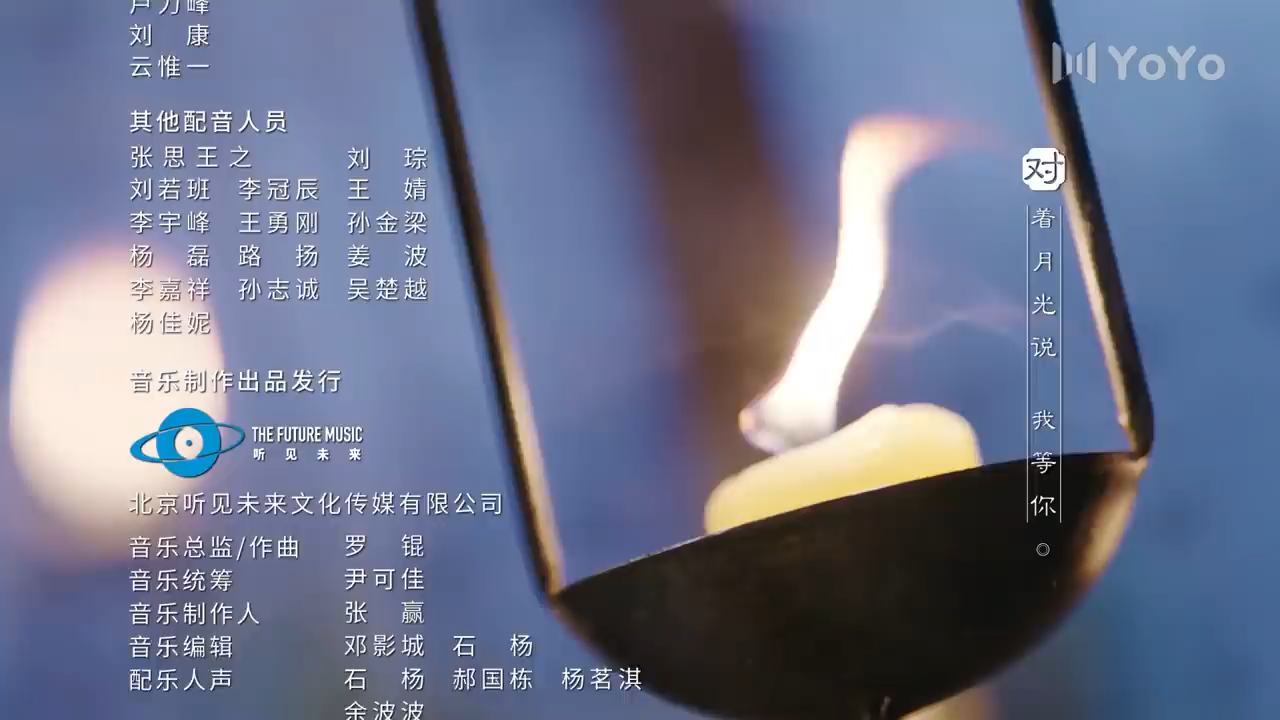 卢力峰
刘 康
云惟一
其他配音人员
张思王之 刘 琮
刘若班 李冠辰 王 婧
李宇峰 王勇刚 孙金梁
杨 磊 路 扬 姜 波
李嘉祥 孙志诚 吴楚越
杨佳妮
音乐制作出品发行
THE FUTURE MUSIC
听见未来
北京听见未来文化传媒有限公司
音乐总监/作曲 罗 锟
音乐统筹 尹可佳
音乐制作人 张 赢
音乐编辑 邓影城 石 杨
配乐人声 石 杨 郝国栋 杨茗淇
余波波
YoYo
对着月光说 我等你。